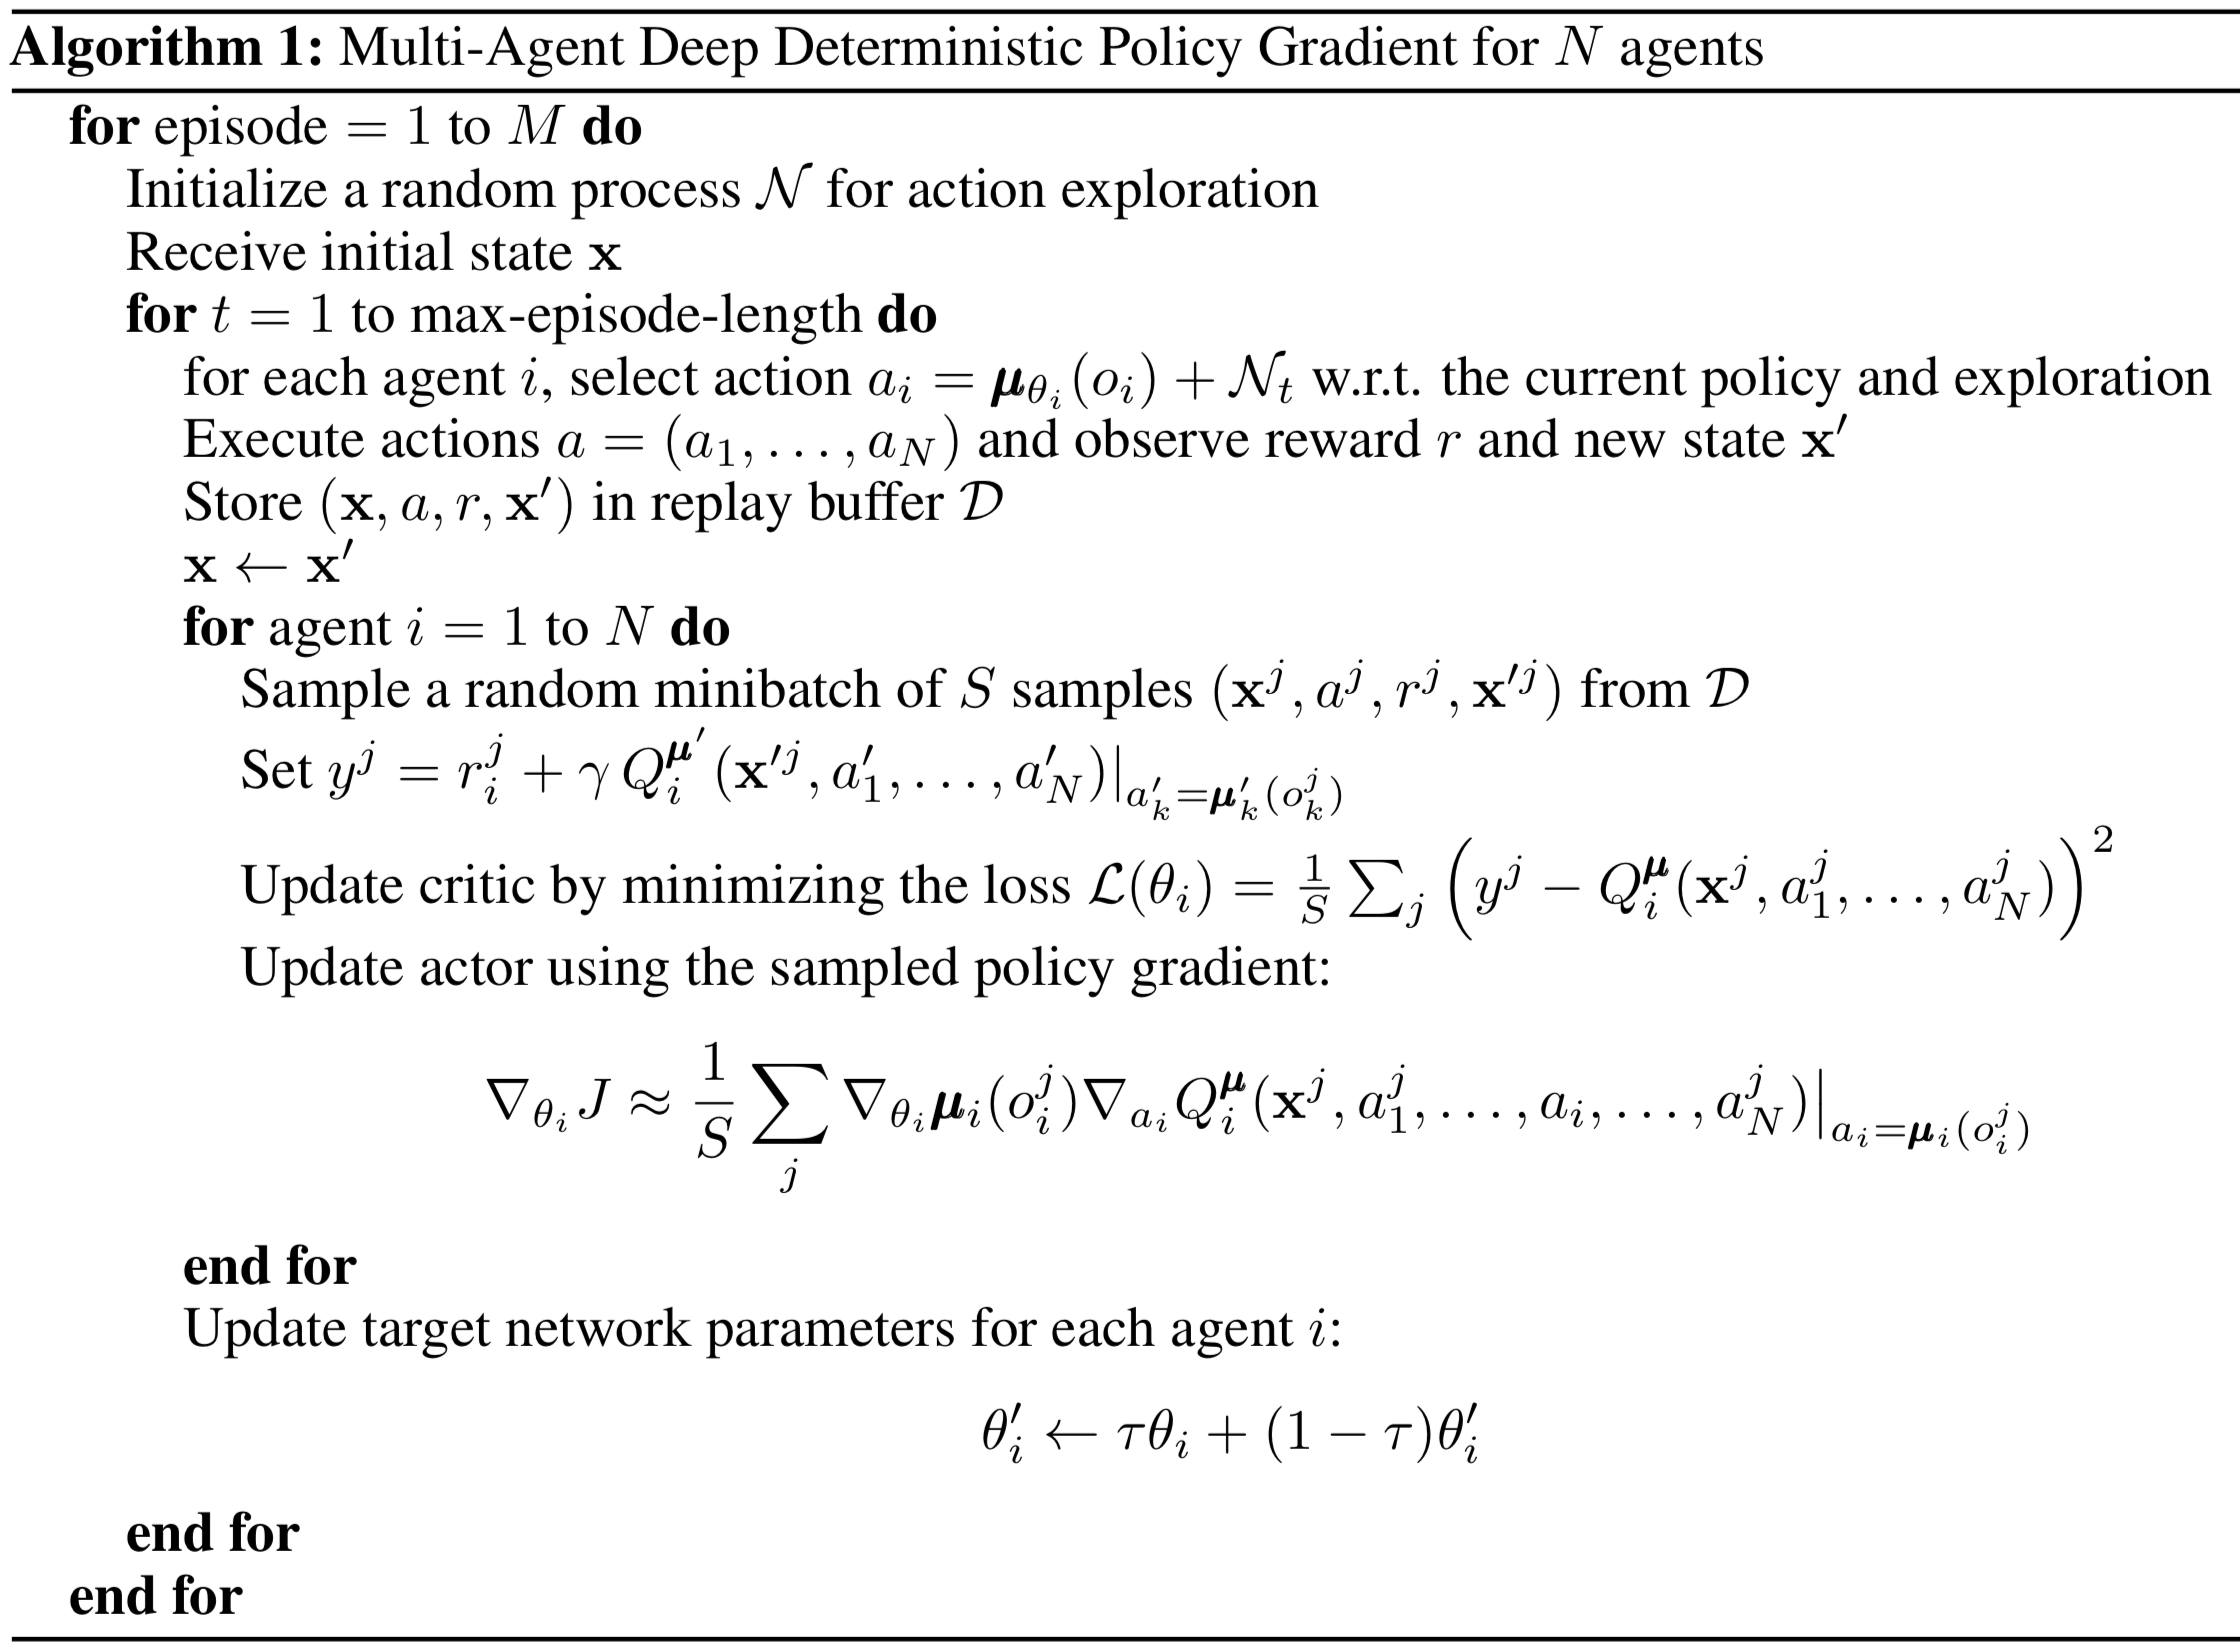 Algorithm 1: Multi-Agent Deep Deterministic Policy Gradient for $N$ agents
for episode $= 1$ to $M$ do
Initialize a random process $\mathcal{N}$ for action exploration
Receive initial state $\mathbf{x}$
for $t = 1$ to max-episode-length do
for each agent $i$, select action $a_i = \boldsymbol{\mu}_{\theta_i}(o_i) + \mathcal{N}_t$ w.r.t. the current policy and exploration
Execute actions $a = (a_1, \ldots, a_N)$ and observe reward $r$ and new state $\mathbf{x}'$
Store $(\mathbf{x}, a, r, \mathbf{x}')$ in replay buffer $\mathcal{D}$
$\mathbf{x} \leftarrow \mathbf{x}'$
for agent $i = 1$ to $N$ do
Sample a random minibatch of $S$ samples $(\mathbf{x}^j, a^j, r^j, \mathbf{x}'^j)$ from $\mathcal{D}$
Set $y^j = r_i^j + \gamma \, Q_i^{\boldsymbol{\mu}'}(\mathbf{x}'^j, a_1', \ldots, a_N')|_{a_k' = \boldsymbol{\mu}_k'(o_k^j)}$
Update critic by minimizing the loss $\mathcal{L}(\theta_i) = \frac{1}{S} \sum_j \left( y^j - Q_i^{\boldsymbol{\mu}}(\mathbf{x}^j, a_1^j, \ldots, a_N^j) \right)^2$
Update actor using the sampled policy gradient:
$\nabla_{\theta_i} J \approx \frac{1}{S} \sum_j \nabla_{\theta_i} \boldsymbol{\mu}_i(o_i^j) \nabla_{a_i} Q_i^{\boldsymbol{\mu}}(\mathbf{x}^j, a_1^j, \ldots, a_i, \ldots, a_N^j) \big|_{a_i = \boldsymbol{\mu}_i(o_i^j)}$
end for
Update target network parameters for each agent $i$:
$\theta_i' \leftarrow \tau \theta_i + (1 - \tau) \theta_i'$
end for
end for